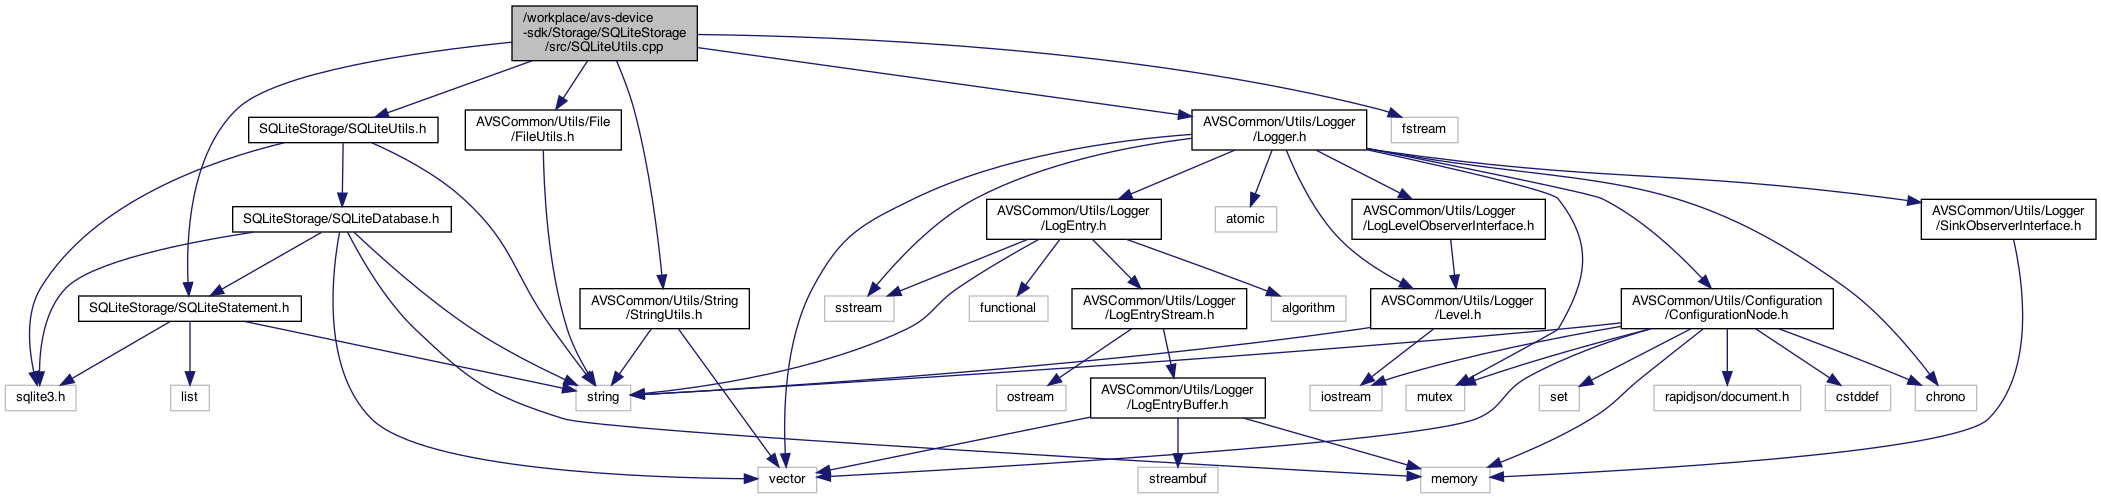 /workplace/avs-device
-sdk/Storage/SQLiteStorage
/src/SQLiteUtils.cpp
SQLiteStorage/SQLiteUtils.h
AVSCommon/Utils/File
/FileUtils.h
AVSCommon/Utils/Logger
/Logger.h
fstream
SQLiteStorage/SQLiteDatabase.h
AVSCommon/Utils/Logger
/LogEntry.h
atomic
AVSCommon/Utils/Logger
/LogLevelObserverInterface.h
AVSCommon/Utils/Logger
/SinkObserverInterface.h
SQLiteStorage/SQLiteStatement.h
AVSCommon/Utils/String
/StringUtils.h
sstream
functional
AVSCommon/Utils/Logger
/LogEntryStream.h
algorithm
AVSCommon/Utils/Logger
/Level.h
AVSCommon/Utils/Configuration
/ConfigurationNode.h
sqlite3.h
list
string
ostream
AVSCommon/Utils/Logger
/LogEntryBuffer.h
iostream
mutex
set
rapidjson/document.h
cstddef
chrono
vector
streambuf
memory